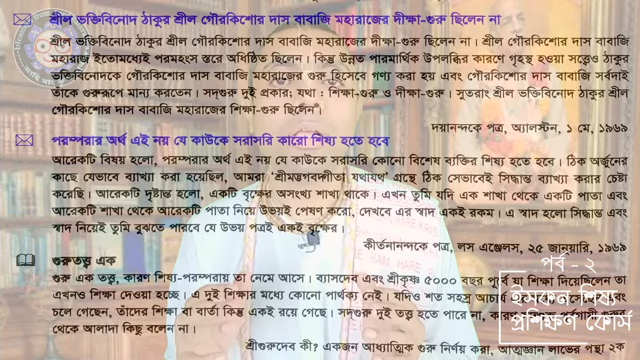 শ্রীল ভক্তিবিনোদ ঠাকুর শ্রীল গৌরকিশোর দাস বাবাজি মহারাজের দীক্ষা-গুরু ছিলেন না
শ্রীল ভক্তিবিনোদ ঠাকুর শ্রীল গৌরকিশোর দাস বাবাজি মহারাজের দীক্ষা-গুরু ছিলেন না। শ্রীল গৌরকিশোর দাস বাবাজি
মহারাজ ইতোমধ্যেই পরমহংস স্তরে অধিষ্ঠিত ছিলেন। কিন্তু উন্নত পারমার্থিক উপলব্ধির কারণে গৃহস্থ হওয়া সত্ত্বেও ঠাকুর
ভক্তিবিনোদকে গৌরকিশোর দাস বাবাজি মহারাজের গুরু হিসেবে গণ্য করা হয় এবং গৌরকিশোর দাস বাবাজি সর্বদাই
তাঁকে গুরুরূপে মান্য করতেন। সদ্‌গুরু দুই প্রকার; যথা : শিক্ষা-গুরু ও দীক্ষা-গুরু। সুতরাং শ্রীল ভক্তিবিনোদ ঠাকুর শ্রীল
গৌরকিশোর দাস বাবাজি মহারাজের শিক্ষা-গুরু ছিলেন।
দয়ানন্দকে পত্র, অ্যালস্টন, ১ মে, ১৯৬৯
পরম্পরার অর্থ এই নয় যে কাউকে সরাসরি কারো শিষ্য হতে হবে
আরেকটি বিষয় হলো, পরম্পরার অর্থ এই নয় যে কাউকে সরাসরি কোনো বিশেষ ব্যক্তির শিষ্য হতে হবে। ঠিক অর্জুনের
কাছে যেভাবে ব্যাখ্যা করা হয়েছিল, আমরা 'শ্রীমদ্ভগবদ্গীতা যথাযথ' গ্রন্থে ঠিক সেভাবেই সিদ্ধান্ত ব্যাখ্যা করার চেষ্টা
করেছি। আরেকটি দৃষ্টান্ত হলো, একটি বৃক্ষের অসংখ্য শাখা থাকে। এখন তুমি যদি এক শাখা থেকে একটি পাতা এবং
আরেকটি শাখা থেকে আরেকটি পাতা নিয়ে উভয়ই পেষণ করো, দেখবে এর স্বাদ একই রকম। এ স্বাদ হলো সিদ্ধান্ত এবং
স্বাদ নিয়েই তুমি বুঝতে পারবে যে উভয় পত্রই একই বৃক্ষের।
কীর্তনানন্দকে পত্র, লস এঞ্জেলস, ২৫ জানুয়ারি, ১৯৬৯
গুরুতত্ত্ব এক
গুরু এক তত্ত্ব, কারণ শিষ্য-পরম্পরায় তা নেমে আসে। ব্যাসদেব এবং শ্রীকৃষ্ণ ৫০০০ বছর পূর্বে যা শিক্ষা দিয়েছিলেন তা
এখনও শিক্ষা দেওয়া হচ্ছে। এ দুই শিক্ষার মধ্যে কোনো পার্থক্য নেই। যদিও শত সহস্র আচার্য
চলে গেছেন, তাঁদের শিক্ষা বা বার্তা কিন্তু একই রয়ে গেছে। সদ্‌গুরু দুই তত্ত্ব হতে পারে না,
থেকে আলাদা কিছু বলেন না।
শ্রীগুরুদেব কী? একজন আধ্যাত্মিক গুরু নির্ণয় করা, আত্মজ্ঞান লাভের পন্থা ২ক
পর্ব - ২
ইসকন শিষ্য
প্রশিক্ষণ কোর্স